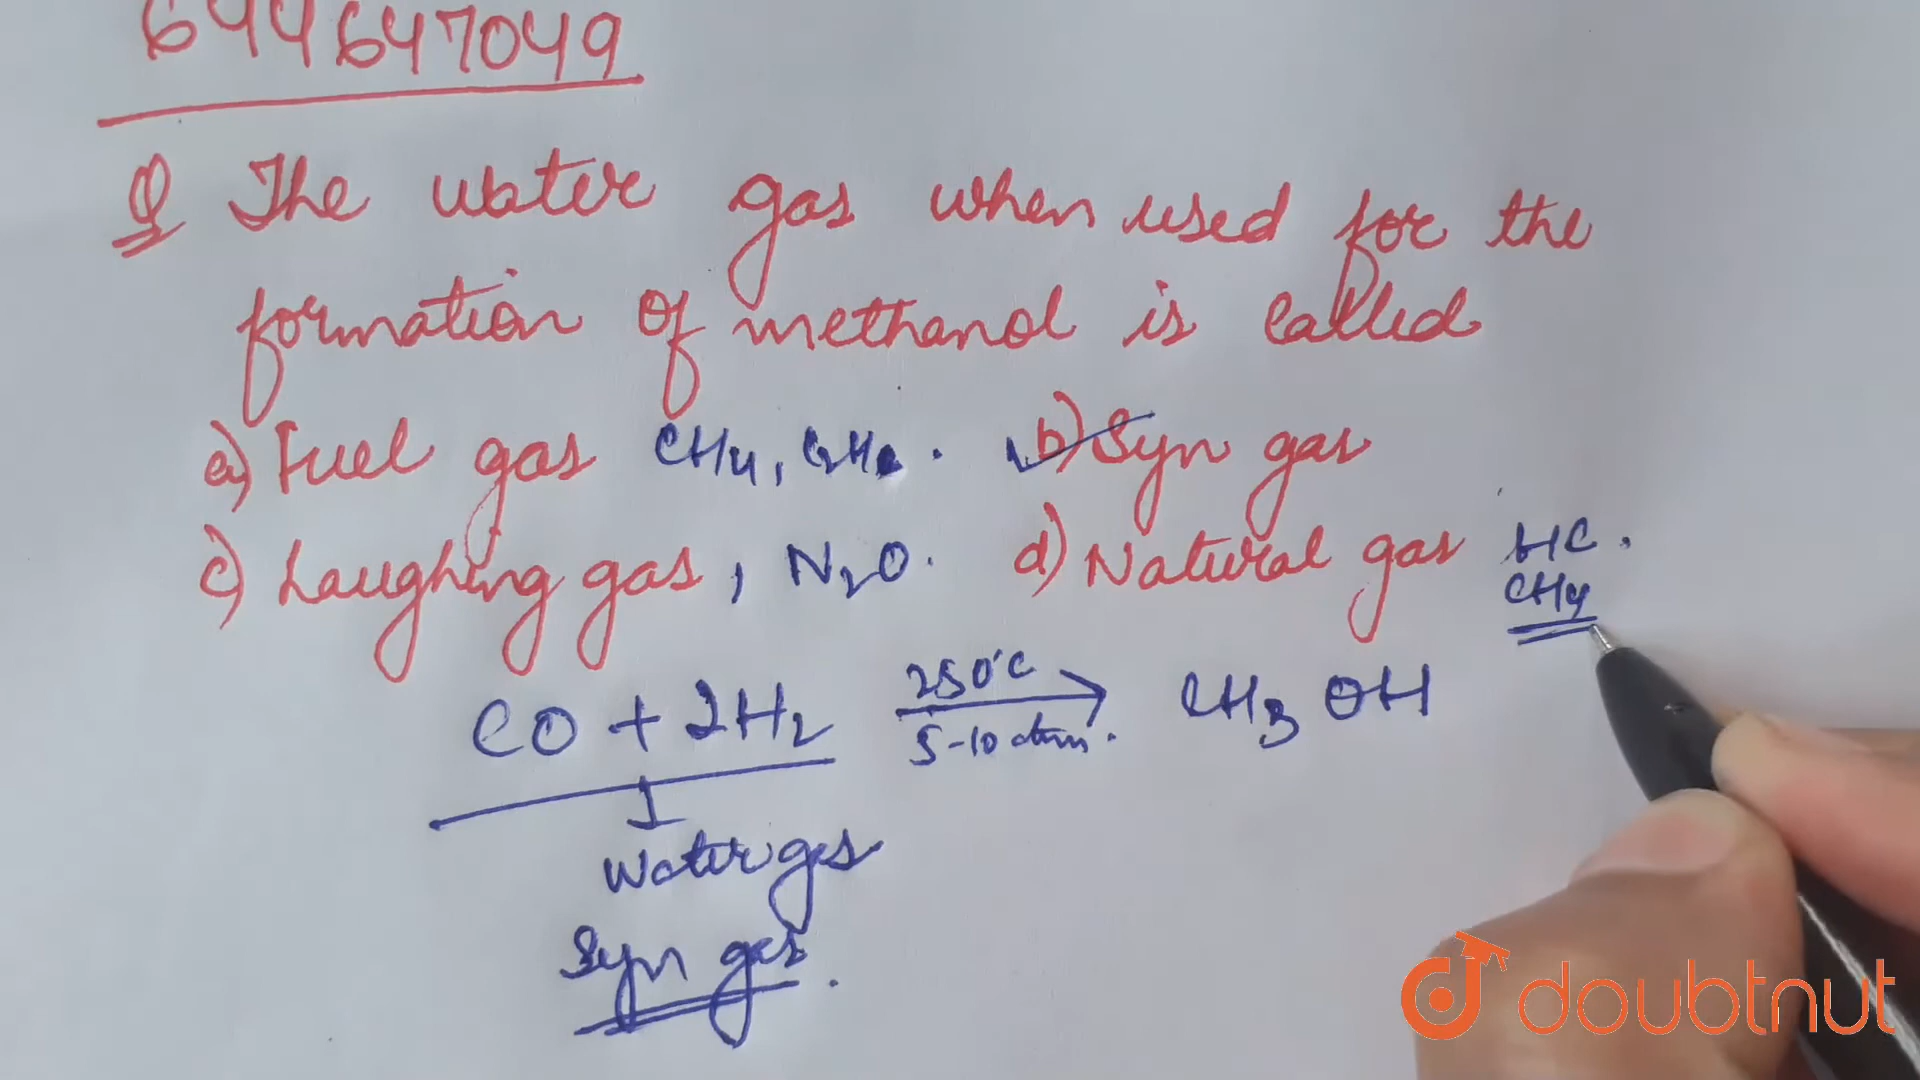 644647049
Q The water gas when used for the
formation of methanol is called
a) Fuel gas CH4, C2H6. b) Syn gas
c) Laughing gas, N2O. d) Natural gas HC.
CH4
CO + 2H2 250°C 5-10 atm. CH3OH
Water gas
Syn gas.
doubtnut